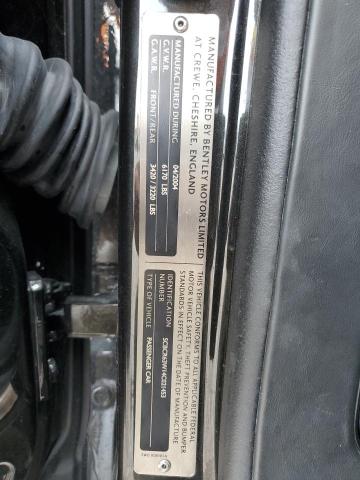 MANUFACTURED BY BENTLEY MOTORS LIMITED
AT CREWE, CHESHIRE, ENGLAND
MANUFACTURED DURING 04/2004
G.V.W.R. 6170 LBS
G.A.W.R. FRONT/REAR 3420 / 3220 LBS
THIS VEHICLE CONFORMS TO ALL APPLICABLE FEDERAL
MOTOR VEHICLE SAFETY, THEFT PREVENTION AND BUMPER
STANDARDS IN EFFECT ON THE DATE OF MANUFACTURE
IDENTIFICATION
NUMBER
TYPE OF VEHICLE PASSENGER CAR